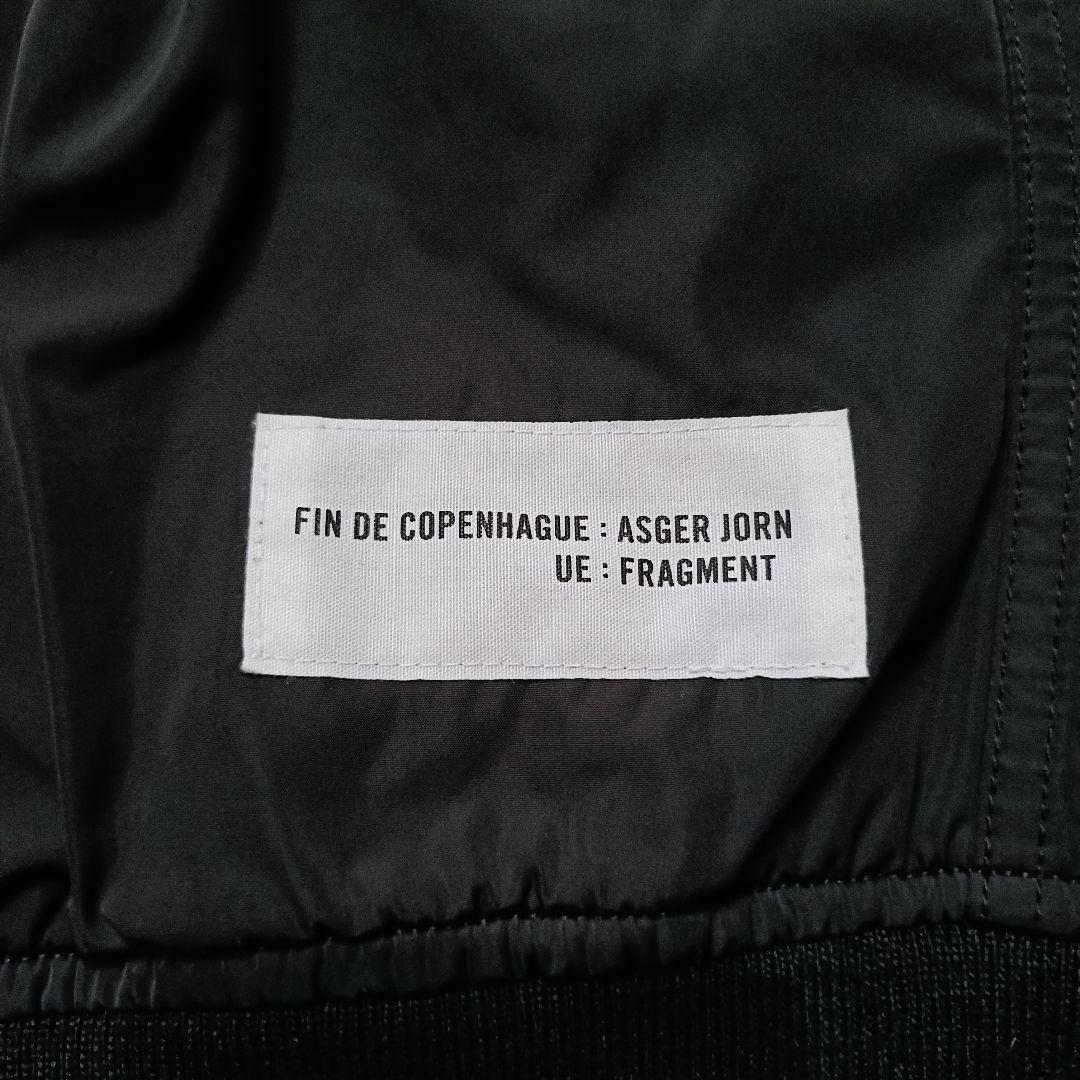 FIN DE COPENHAGUE : ASGER JORN
UE : FRAGMENT